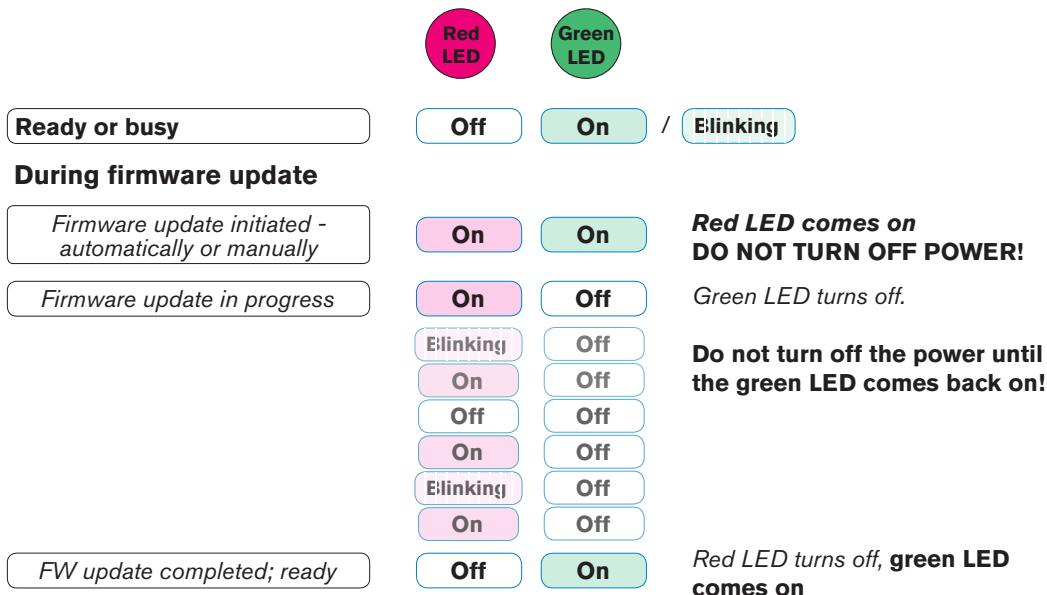 Red
LED
Green
LED
Ready or busy Off On / Blinking
During firmware update
Firmware update initiated -
automatically or manually
On On
Red LED comes on
DO NOT TURN OFF POWER!
Firmware update in progress On Off Green LED turns off.
Blinking Off
On Off
Do not turn off the power until
the green LED comes back on!
Off Off
On Off
Blinking Off
On Off
FW update completed; ready Off On Red LED turns off, green LED
comes on